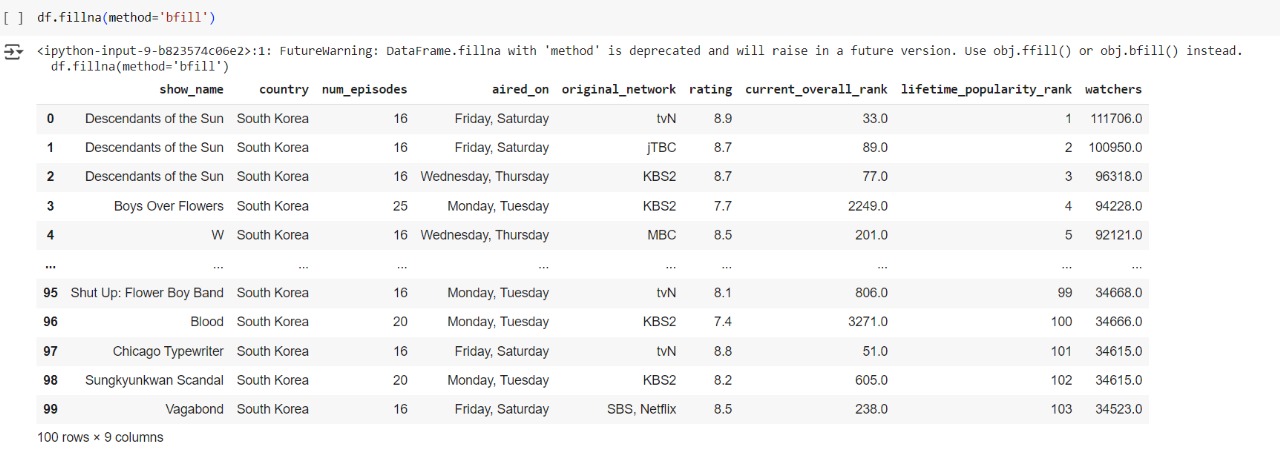 [ ] df.fillna(method='bfill')
<ipython-input-9-b823574c06e2>:1: FutureWarning: DataFrame.fillna with 'method' is deprecated and will raise in a future version. Use obj.ffill() or obj.bfill() instead.
df.fillna(method='bfill')
show_name country num_episodes aired_on original_network rating current_overall_rank lifetime_popularity_rank watchers
0 Descendants of the Sun South Korea 16 Friday, Saturday tvN 8.9 33.0 1 111706.0
1 Descendants of the Sun South Korea 16 Friday, Saturday jTBC 8.7 89.0 2 100950.0
2 Descendants of the Sun South Korea 16 Wednesday, Thursday KBS2 8.7 77.0 3 96318.0
3 Boys Over Flowers South Korea 25 Monday, Tuesday KBS2 7.7 2249.0 4 94228.0
4 W South Korea 16 Wednesday, Thursday MBC 8.5 201.0 5 92121.0
... ... ... ... ... ... ... ... ... ...
95 Shut Up: Flower Boy Band South Korea 16 Monday, Tuesday tvN 8.1 806.0 99 34668.0
96 Blood South Korea 20 Monday, Tuesday KBS2 7.4 3271.0 100 34666.0
97 Chicago Typewriter South Korea 16 Friday, Saturday tvN 8.8 51.0 101 34615.0
98 Sungkyunkwan Scandal South Korea 20 Monday, Tuesday KBS2 8.2 605.0 102 34615.0
99 Vagabond South Korea 16 Friday, Saturday SBS, Netflix 8.5 238.0 103 34523.0
100 rows × 9 columns